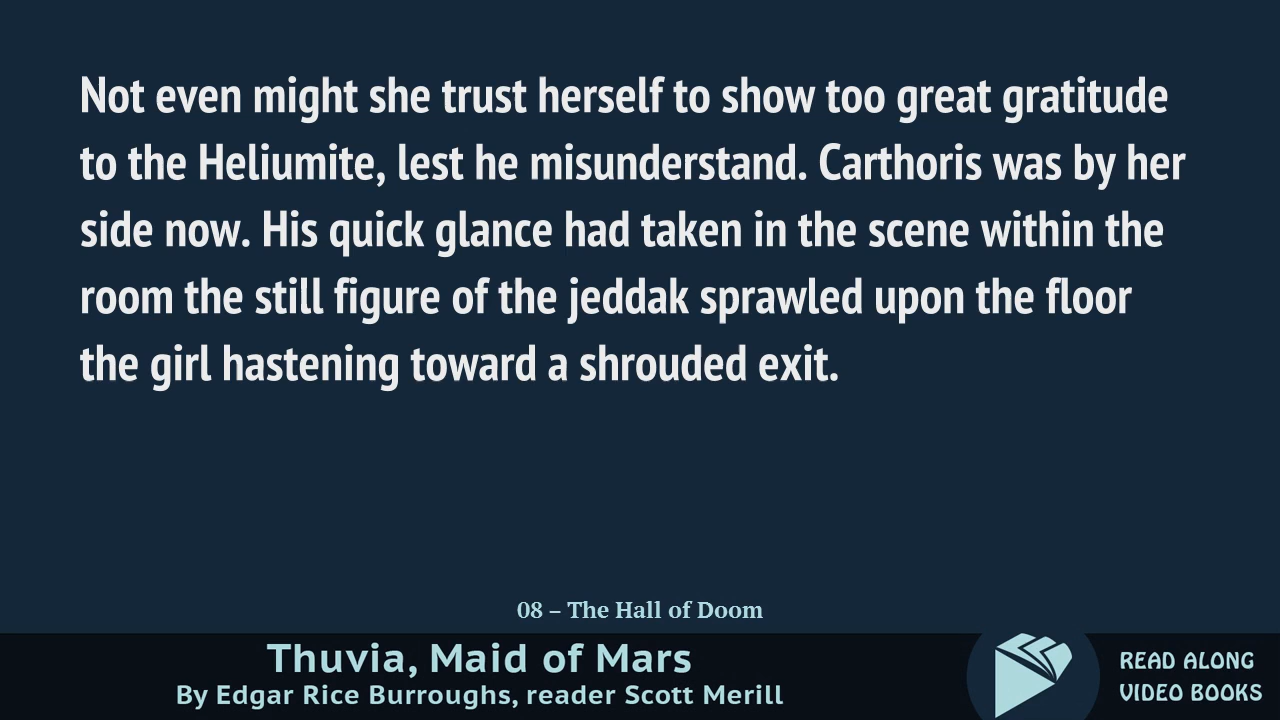 Not even might she trust herself to show too great gratitude
to the Heliumite, lest he misunderstand. Carthoris was by her
side now. His quick glance had taken in the scene within the
room the still figure of the jeddak sprawled upon the floor
the girl hastening toward a shrouded exit.
08 – The Hall of Doom
Thuvia, Maid of Mars
By Edgar Rice Burroughs, reader Scott Merill
READ ALONG
VIDEO BOOKS